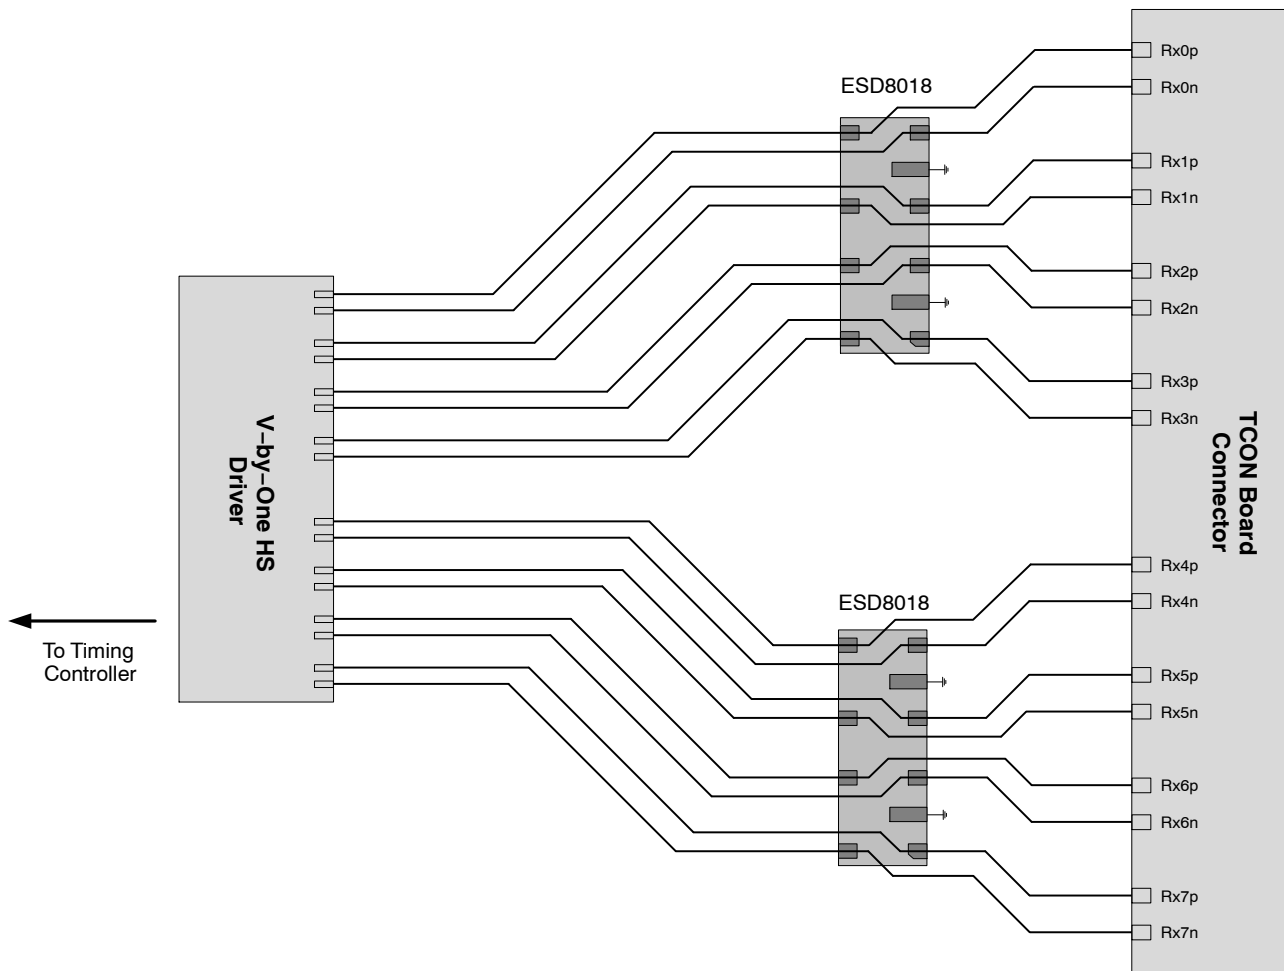 ESD8018
Rx0p
Rx0n
Rx1p
Rx1n
Rx2p
Rx2n
Rx3p
Rx3n
V−by−One HS
Driver
TCON Board
Connector
To Timing
Controller
ESD8018
Rx4p
Rx4n
Rx5p
Rx5n
Rx6p
Rx6n
Rx7p
Rx7n